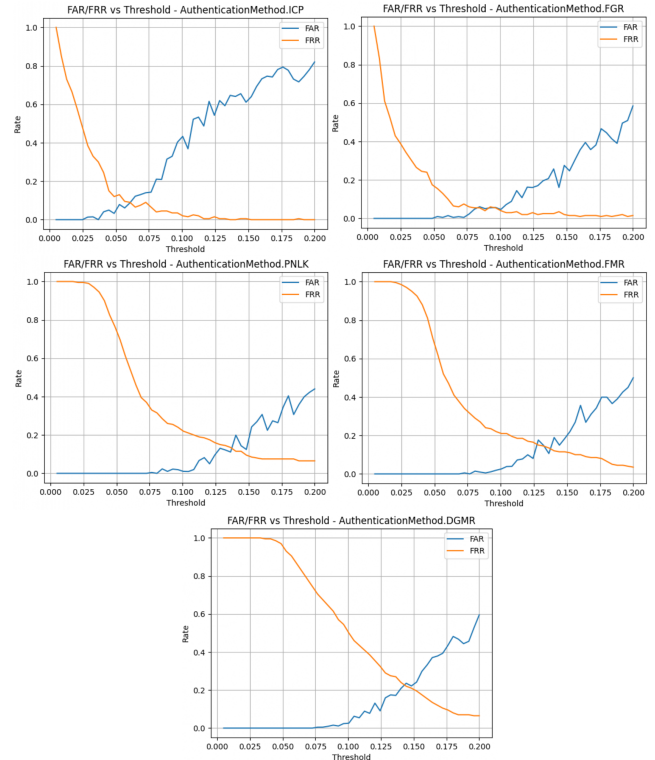 FAR/FRR vs Threshold - AuthenticationMethod.ICP
FAR
FRR
1.0
0.8
0.6
0.4
0.2
0.0
Rate
0.000 0.025 0.050 0.075 0.100 0.125 0.150 0.175 0.200
Threshold
FAR/FRR vs Threshold - AuthenticationMethod.FGR
FAR
FRR
1.0
0.8
0.6
0.4
0.2
0.0
Rate
0.000 0.025 0.050 0.075 0.100 0.125 0.150 0.175 0.200
Threshold
FAR/FRR vs Threshold - AuthenticationMethod.PNLK
FAR
FRR
1.0
0.8
0.6
0.4
0.2
0.0
Rate
0.000 0.025 0.050 0.075 0.100 0.125 0.150 0.175 0.200
Threshold
FAR/FRR vs Threshold - AuthenticationMethod.FMR
FAR
FRR
1.0
0.8
0.6
0.4
0.2
0.0
Rate
0.000 0.025 0.050 0.075 0.100 0.125 0.150 0.175 0.200
Threshold
FAR/FRR vs Threshold - AuthenticationMethod.DGMR
FAR
FRR
1.0
0.8
0.6
0.4
0.2
0.0
Rate
0.000 0.025 0.050 0.075 0.100 0.125 0.150 0.175 0.200
Threshold